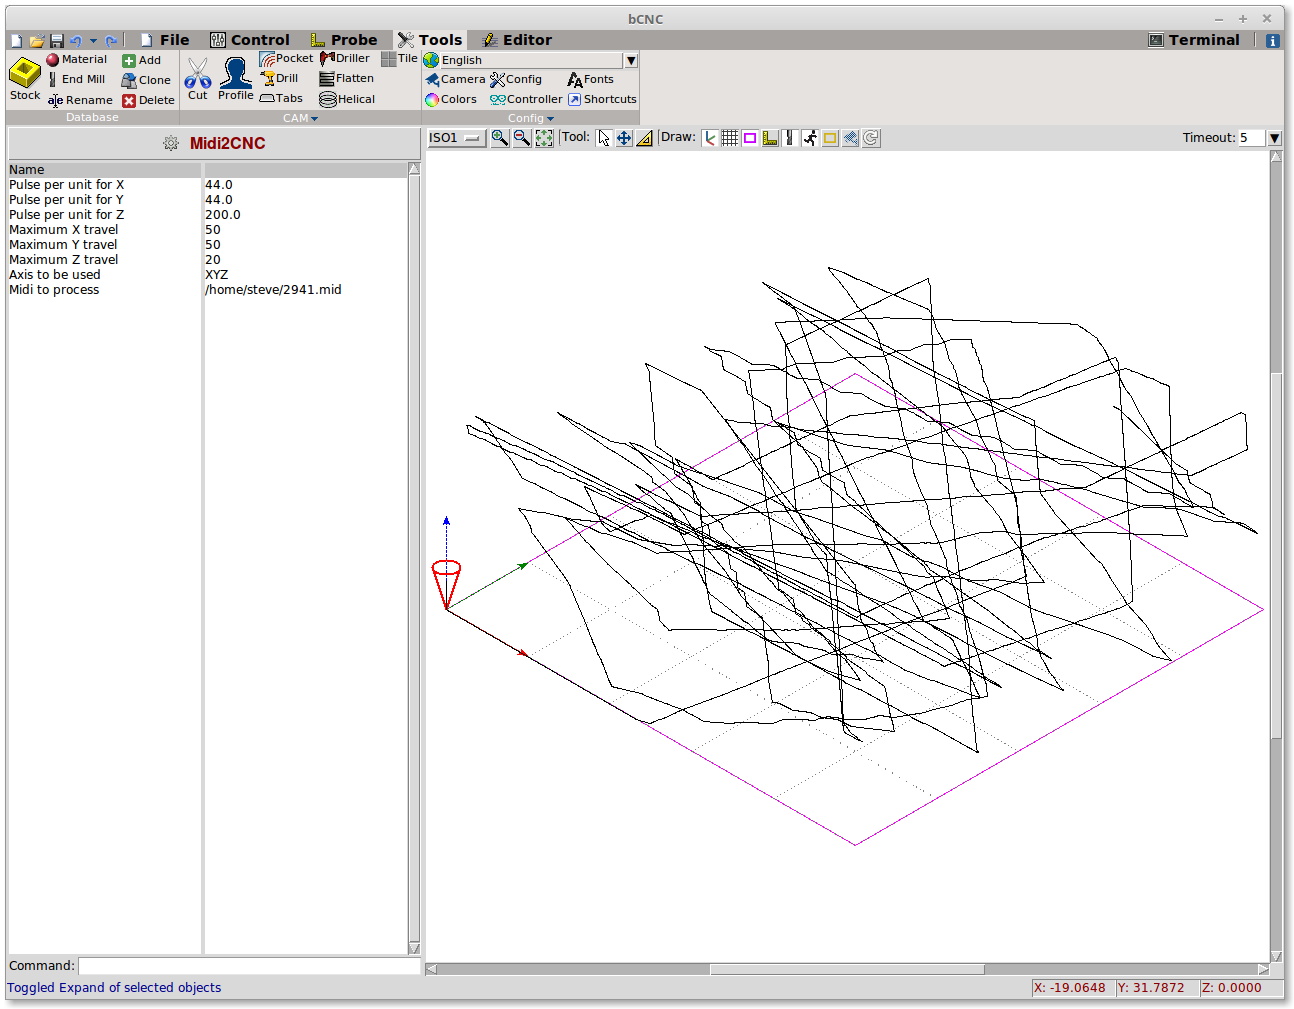 bCNC
File Control Probe Tools Editor Terminal
Material Add Pocket Driller Tile English
End Mill Clone Drill Flatten Camera Config Fonts
Stock Rename Delete Cut Profile Tabs Helical Colors Controller Shortcuts
Database CAM Config
Midi2CNC
ISO1 Tool: Draw: Timeout: 5
Name
Pulse per unit for X 44.0
Pulse per unit for Y 44.0
Pulse per unit for Z 200.0
Maximum X travel 50
Maximum Y travel 50
Maximum Z travel 20
Axis to be used XYZ
Midi to process /home/steve/2941.mid
Command:
Toggled Expand of selected objects X: -19.0648 Y: 31.7872 Z: 0.0000